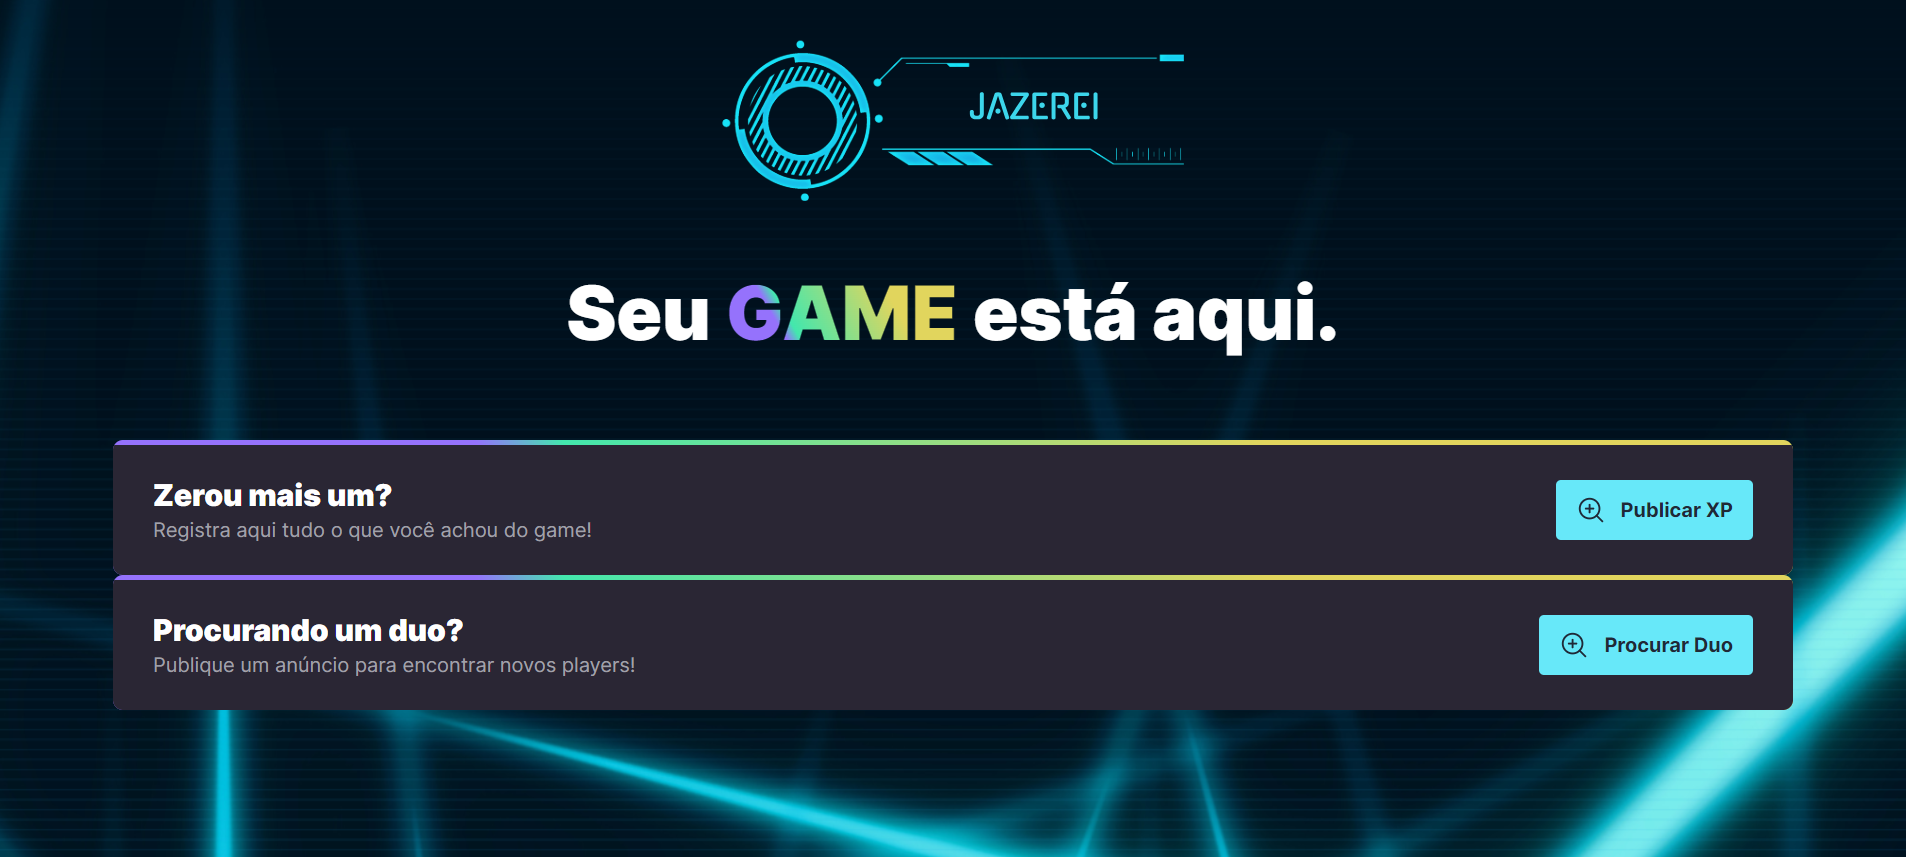 JAZEREI
Seu GAME está aqui.
Zerou mais um?
Registra aqui tudo o que você achou do game!
Publicar XP
Procurando um duo?
Publique um anúncio para encontrar novos players!
Procurar Duo